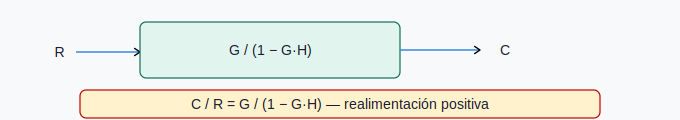 R
G / (1 − G·H)
C
C / R = G / (1 − G·H) — realimentación positiva